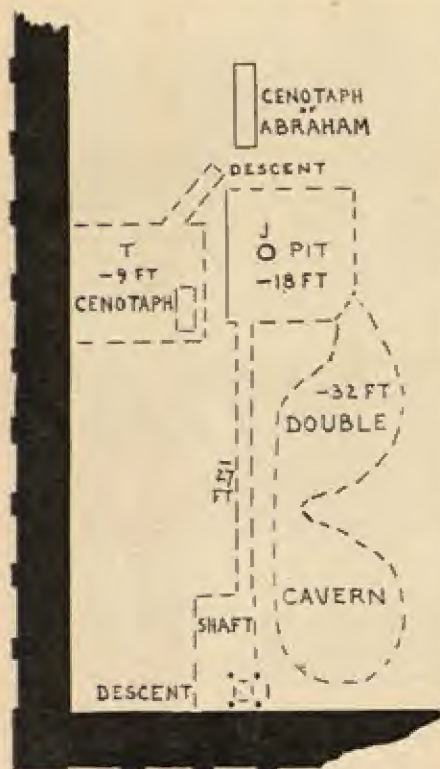 CENOTAPH
OF
ABRAHAM
DESCENT
T
-9 FT
CENOTAPH
J
PIT
-18 FT
-32 FT
DOUBLE
27
FT
CAVERN
SHAFT
DESCENT